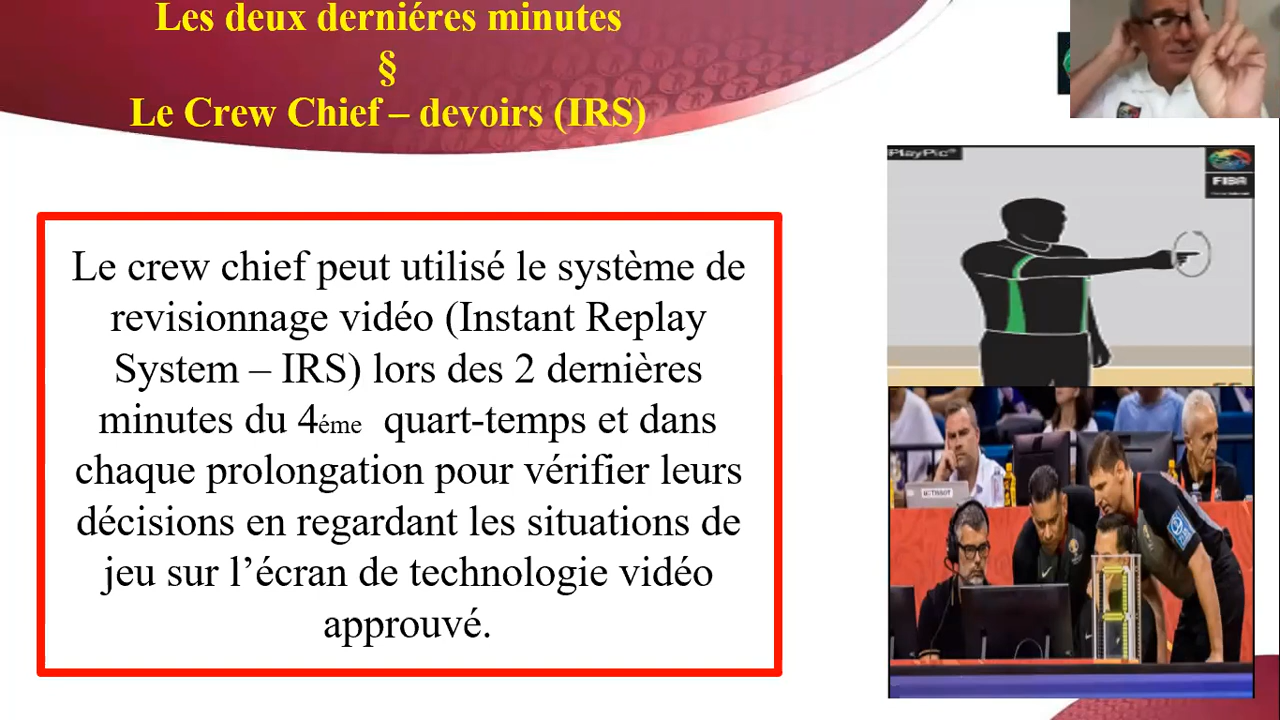 Les deux derniéres minutes
§
Le Crew Chief – devoirs (IRS)
Le crew chief peut utilisé le système de
revisionnage vidéo (Instant Replay
System – IRS) lors des 2 dernières
minutes du 4éme quart-temps et dans
chaque prolongation pour vérifier leurs
décisions en regardant les situations de
jeu sur l’écran de technologie vidéo
approuvé.
PlayPic®
FIBA
TISSOT